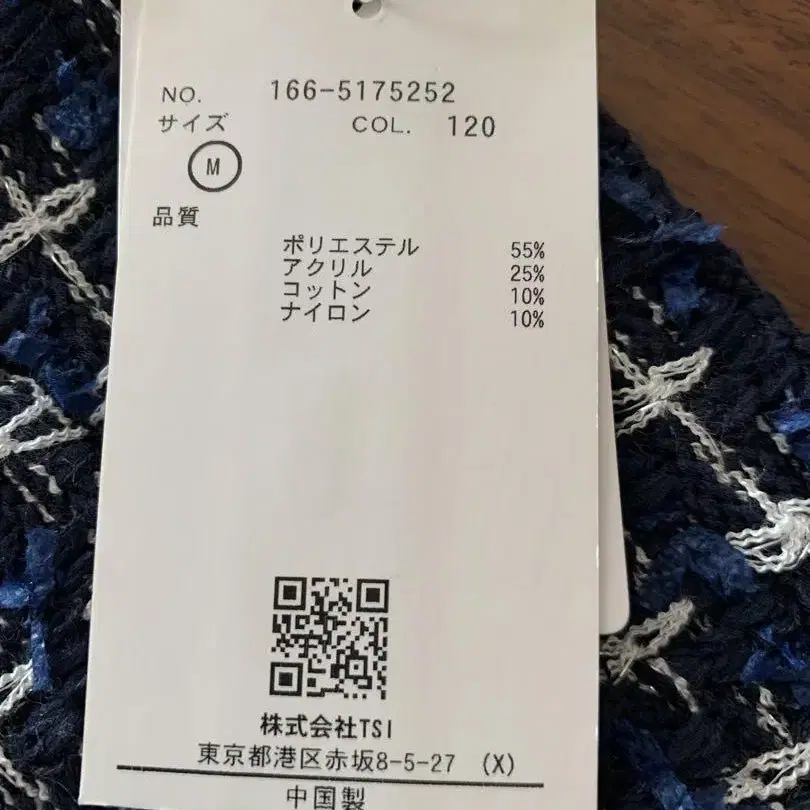 NO. 166-5175252
サイズ COL. 120
M
品質
ポリエステル 55%
アクリル 25%
コットン 10%
ナイロン 10%
株式会社TSI
東京都港区赤坂8-5-27 (X)
中国製